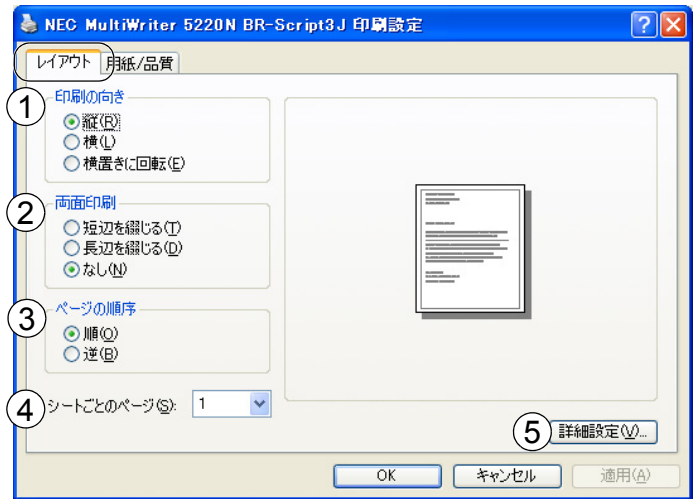 NEC MultiWriter 5220N BR-Script3J 印刷設定
レイアウト 用紙/品質
① 印刷の向き
縦(R)
横(L)
横置きに回転(E)
② 両面印刷
短辺を綴じる(T)
長辺を綴じる(D)
なし(N)
③ ページの順序
順(O)
逆(B)
④ シートごとのページ(S): 1
⑤ 詳細設定(V)...
OK キャンセル 適用(A)